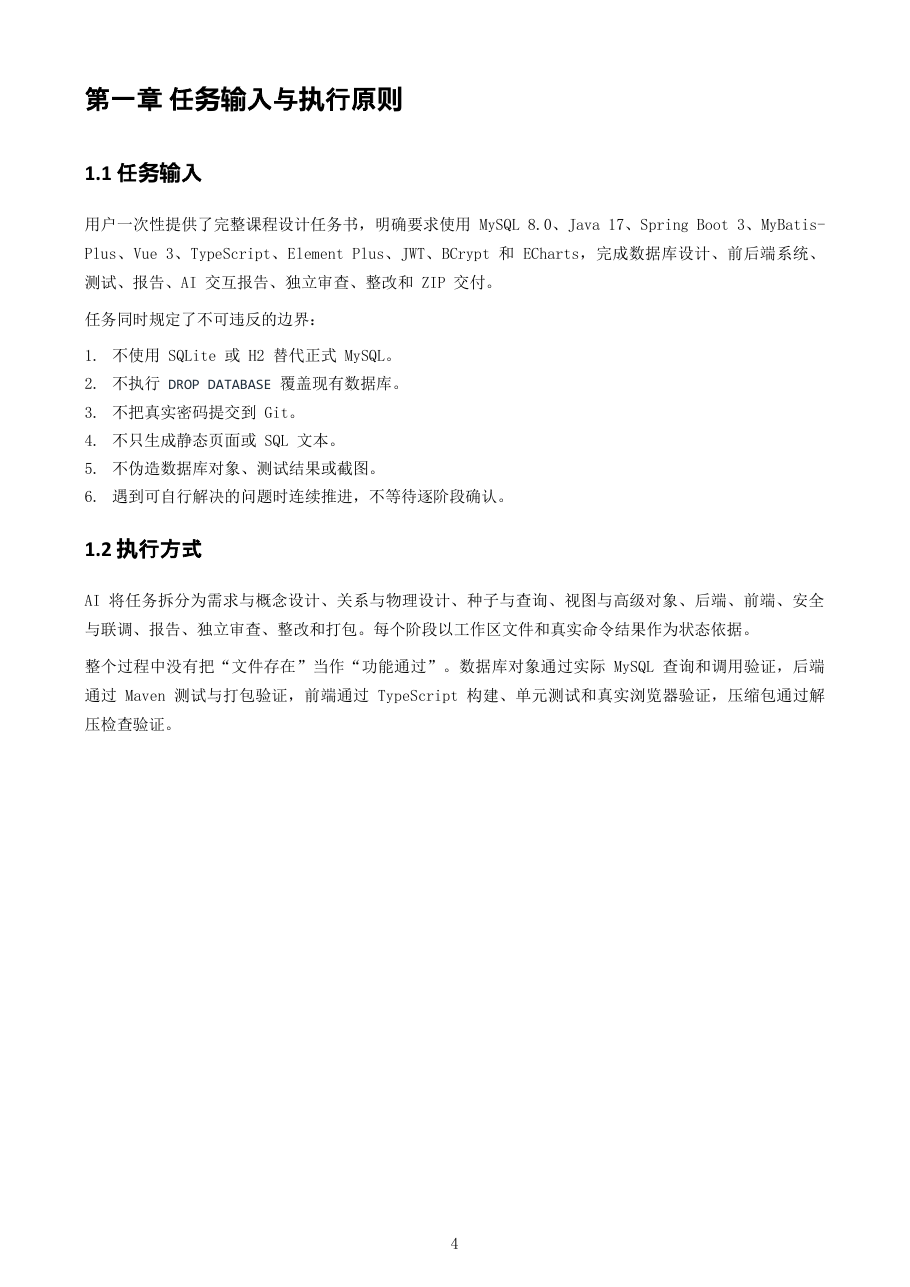 第一章 任务输入与执行原则
1.1 任务输入
用户一次性提供了完整课程设计任务书，明确要求使用 MySQL 8.0、Java 17、Spring Boot 3、MyBatis-
Plus、Vue 3、TypeScript、Element Plus、JWT、BCrypt 和 ECharts，完成数据库设计、前后端系统、
测试、报告、AI 交互报告、独立审查、整改和 ZIP 交付。
任务同时规定了不可违反的边界：
1. 不使用 SQLite 或 H2 替代正式 MySQL。
2. 不执行 DROP DATABASE 覆盖现有数据库。
3. 不把真实密码提交到 Git。
4. 不只生成静态页面或 SQL 文本。
5. 不伪造数据库对象、测试结果或截图。
6. 遇到可自行解决的问题时连续推进，不等待逐阶段确认。
1.2 执行方式
AI 将任务拆分为需求与概念设计、关系与物理设计、种子与查询、视图与高级对象、后端、前端、安全
与联调、报告、独立审查、整改和打包。每个阶段以工作区文件和真实命令结果作为状态依据。
整个过程中没有把“文件存在”当作“功能通过”。数据库对象通过实际 MySQL 查询和调用验证，后端
通过 Maven 测试与打包验证，前端通过 TypeScript 构建、单元测试和真实浏览器验证，压缩包通过解
压检查验证。
4